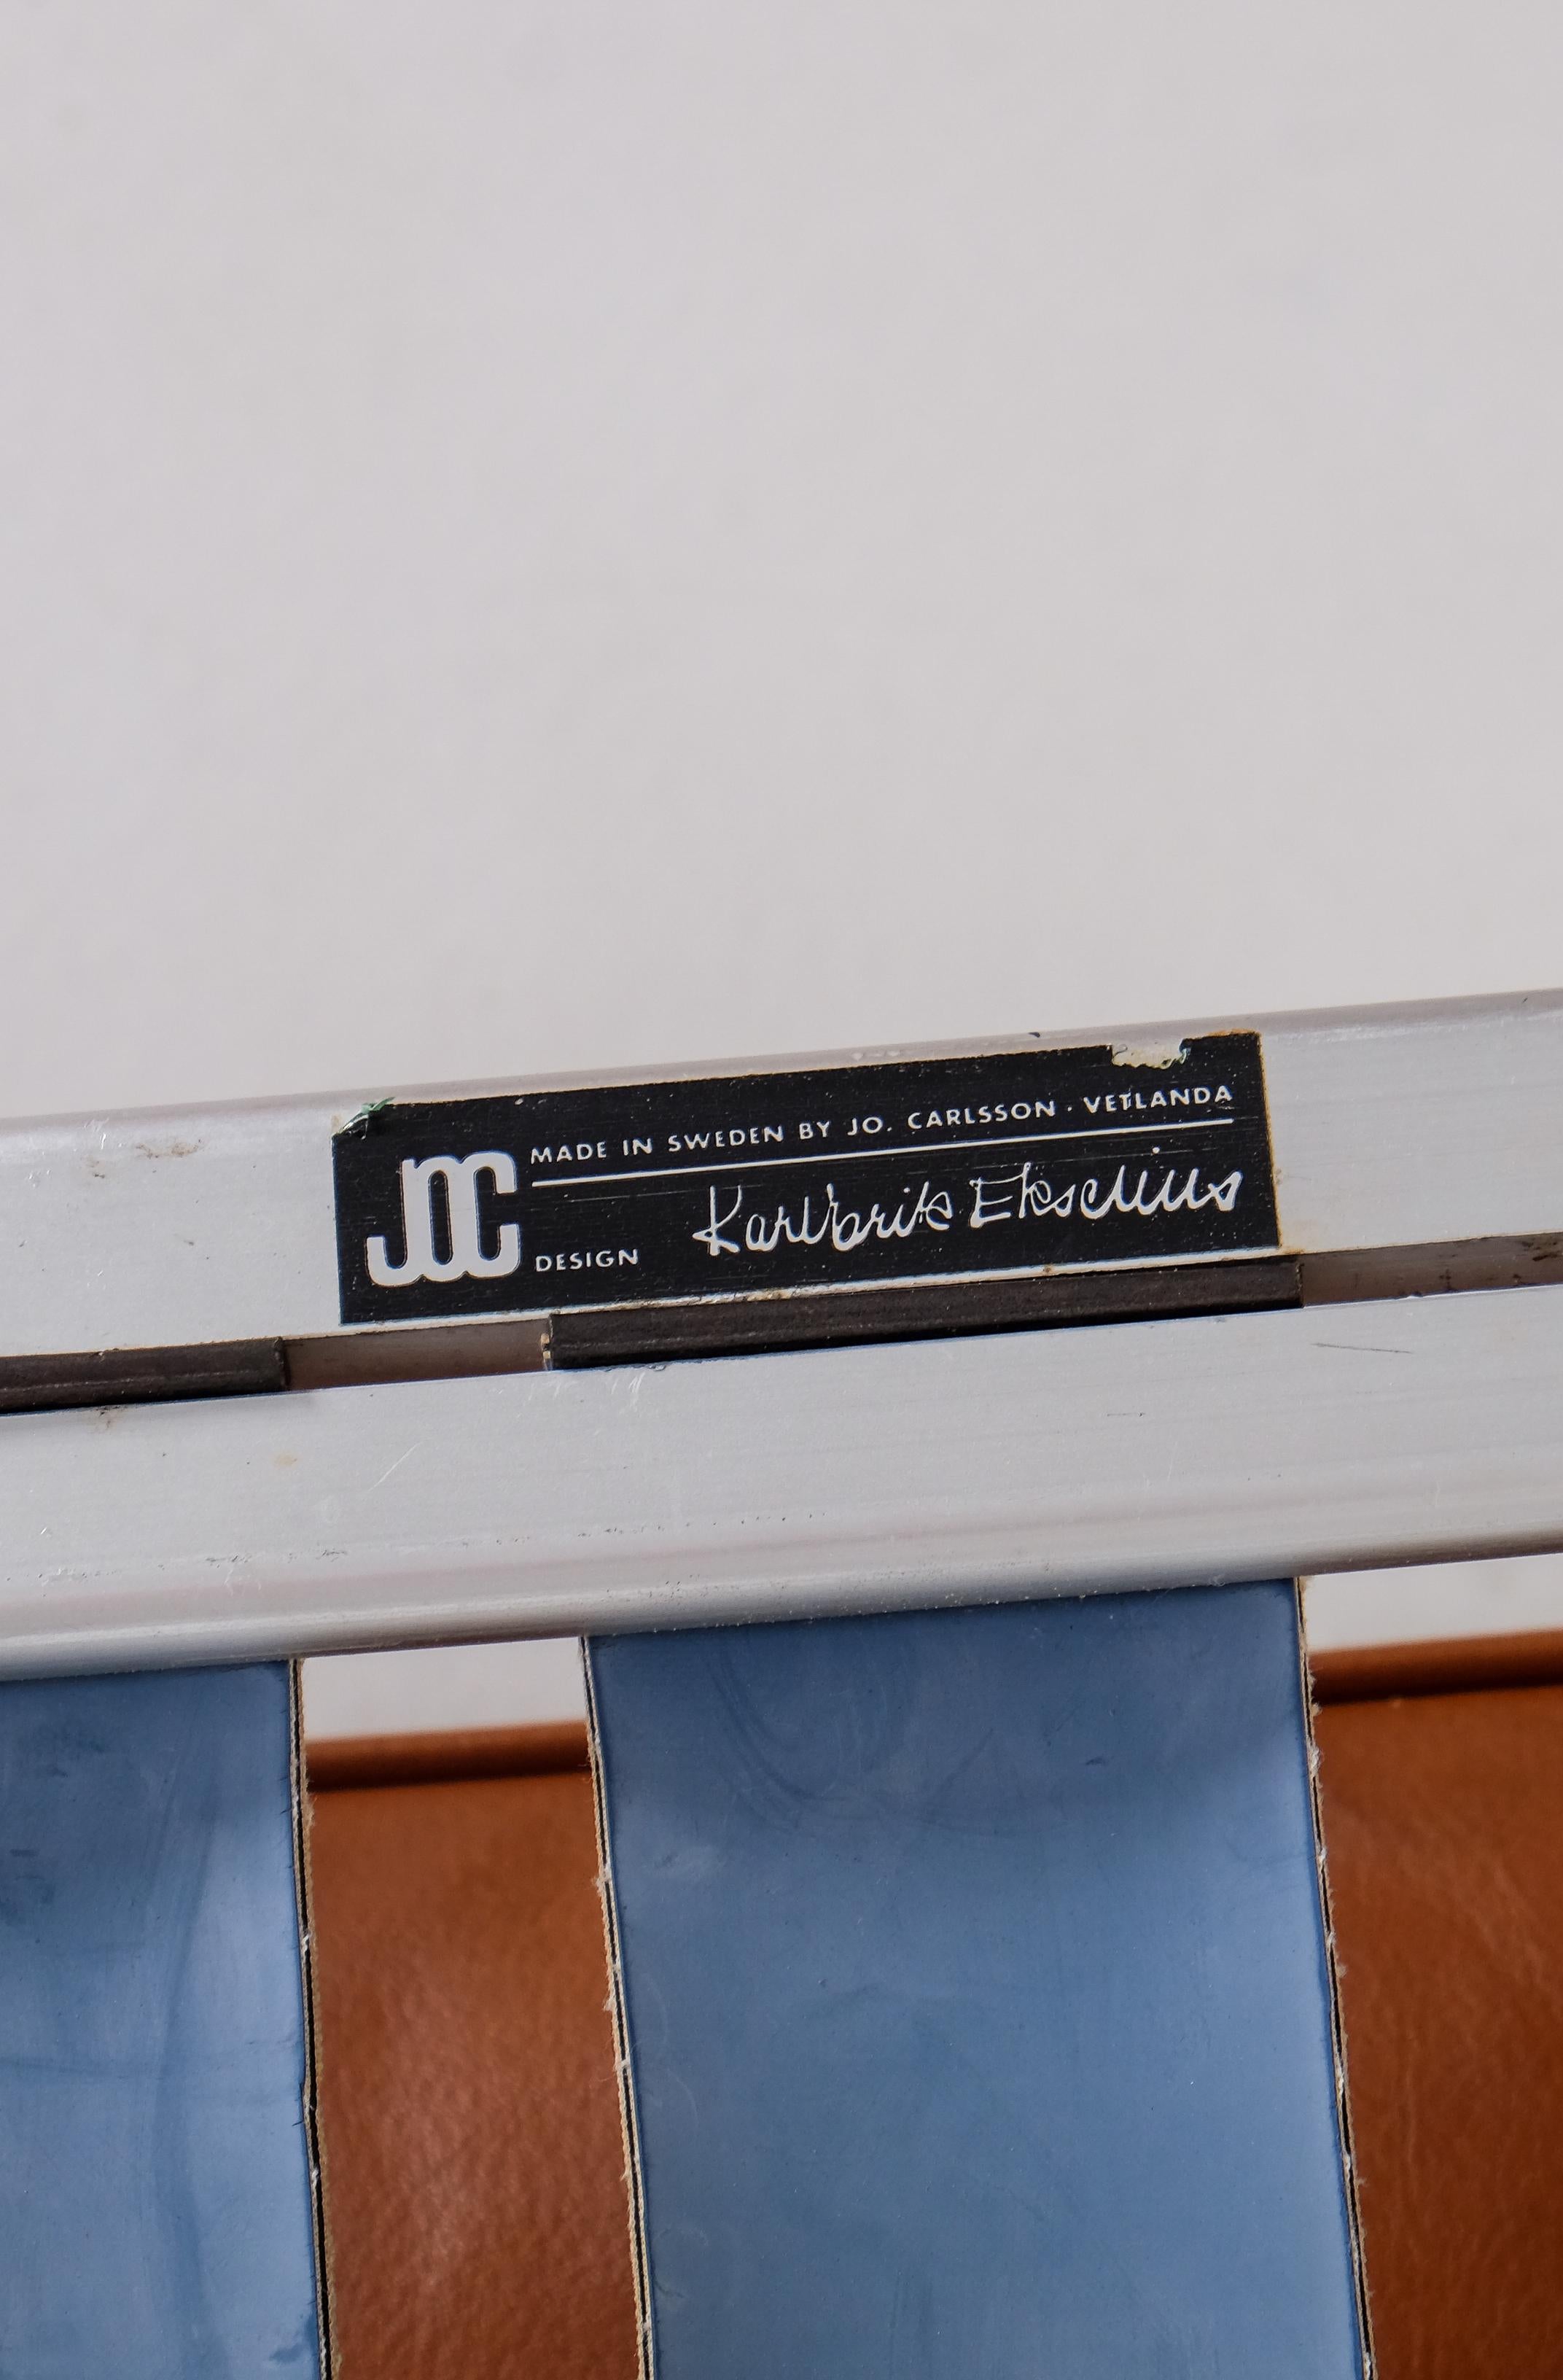 JOC
MADE IN SWEDEN BY JO. CARLSSON · VETLANDA
DESIGN Karl Erik Ekselius